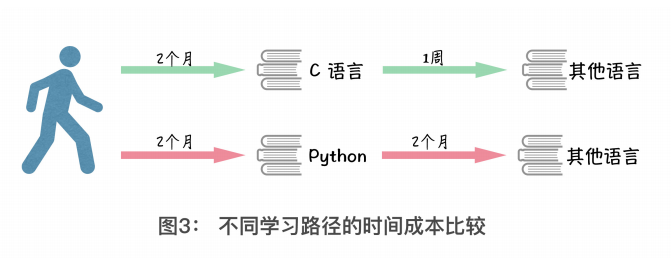 2个月
C 语言
1周
其他语言
2个月
Python
2个月
其他语言
图3： 不同学习路径的时间成本比较